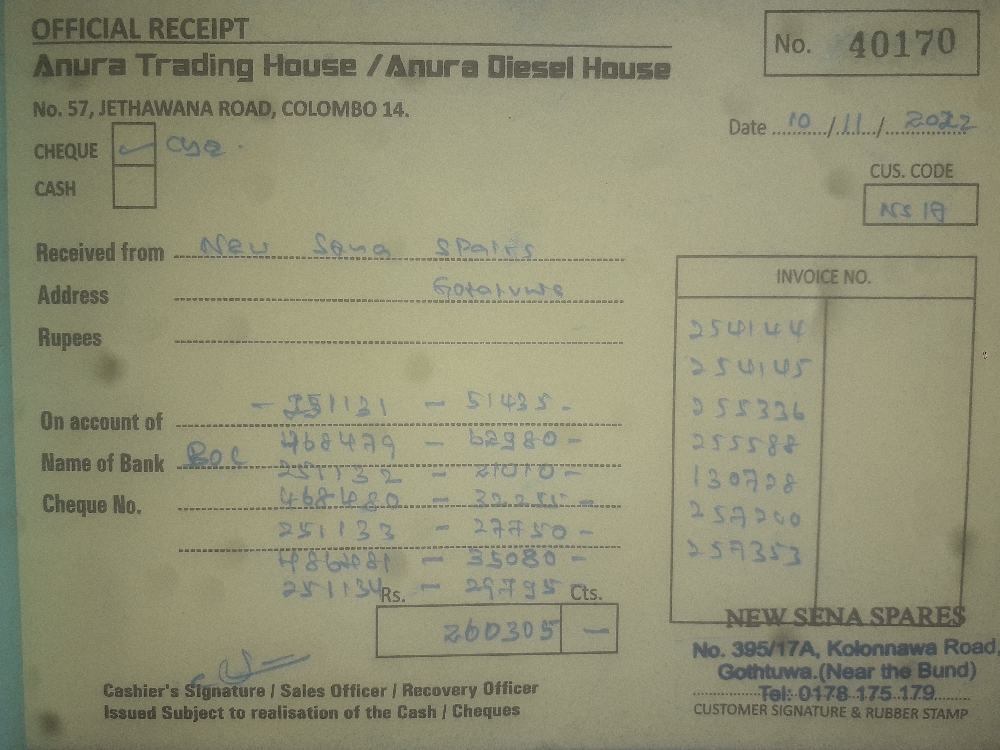 OFFICIAL RECEIPT
No. 40170
Anura Trading House / Anura Diesel House
No. 57, JETHAWANA ROAD, COLOMBO 14.
Date 10 / 11 / 2022
CHEQUE
CASH
CUS. CODE
NS 17
Received from New Sena Spairs
Address Gotatuwa
Rupees
INVOICE NO.
254144
254145
255336
255588
130728
257200
257353
On account of - 251131 - 51435 -
468479 - 62980 -
Name of Bank BOC
251132 - 21010 -
Cheque No. 468480 - 32255 -
251133 - 27750 -
- 35080 -
251134 - 29795
Rs. Cts.
260305 -
Cashier's Signature / Sales Officer / Recovery Officer
Issued Subject to realisation of the Cash / Cheques
NEW SENA SPARES
No. 395/17A, Kolonnawa Road,
Gothtuwa.(Near the Bund)
Tel: 0178 175 179
CUSTOMER SIGNATURE & RUBBER STAMP